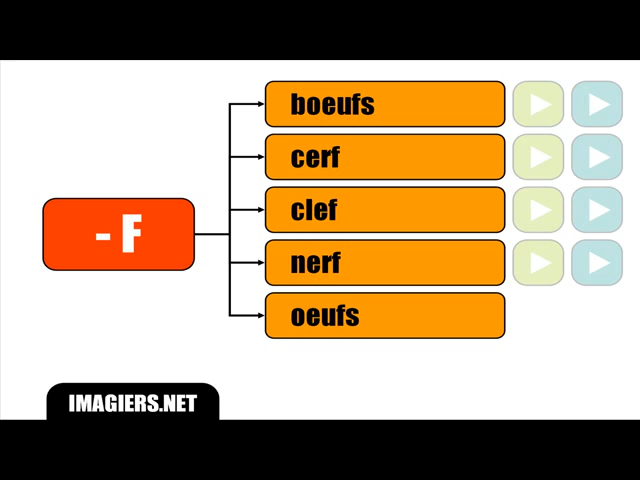 boeufs
cerf
clef
- F
nerf
oeufs
IMAGIERS.NET